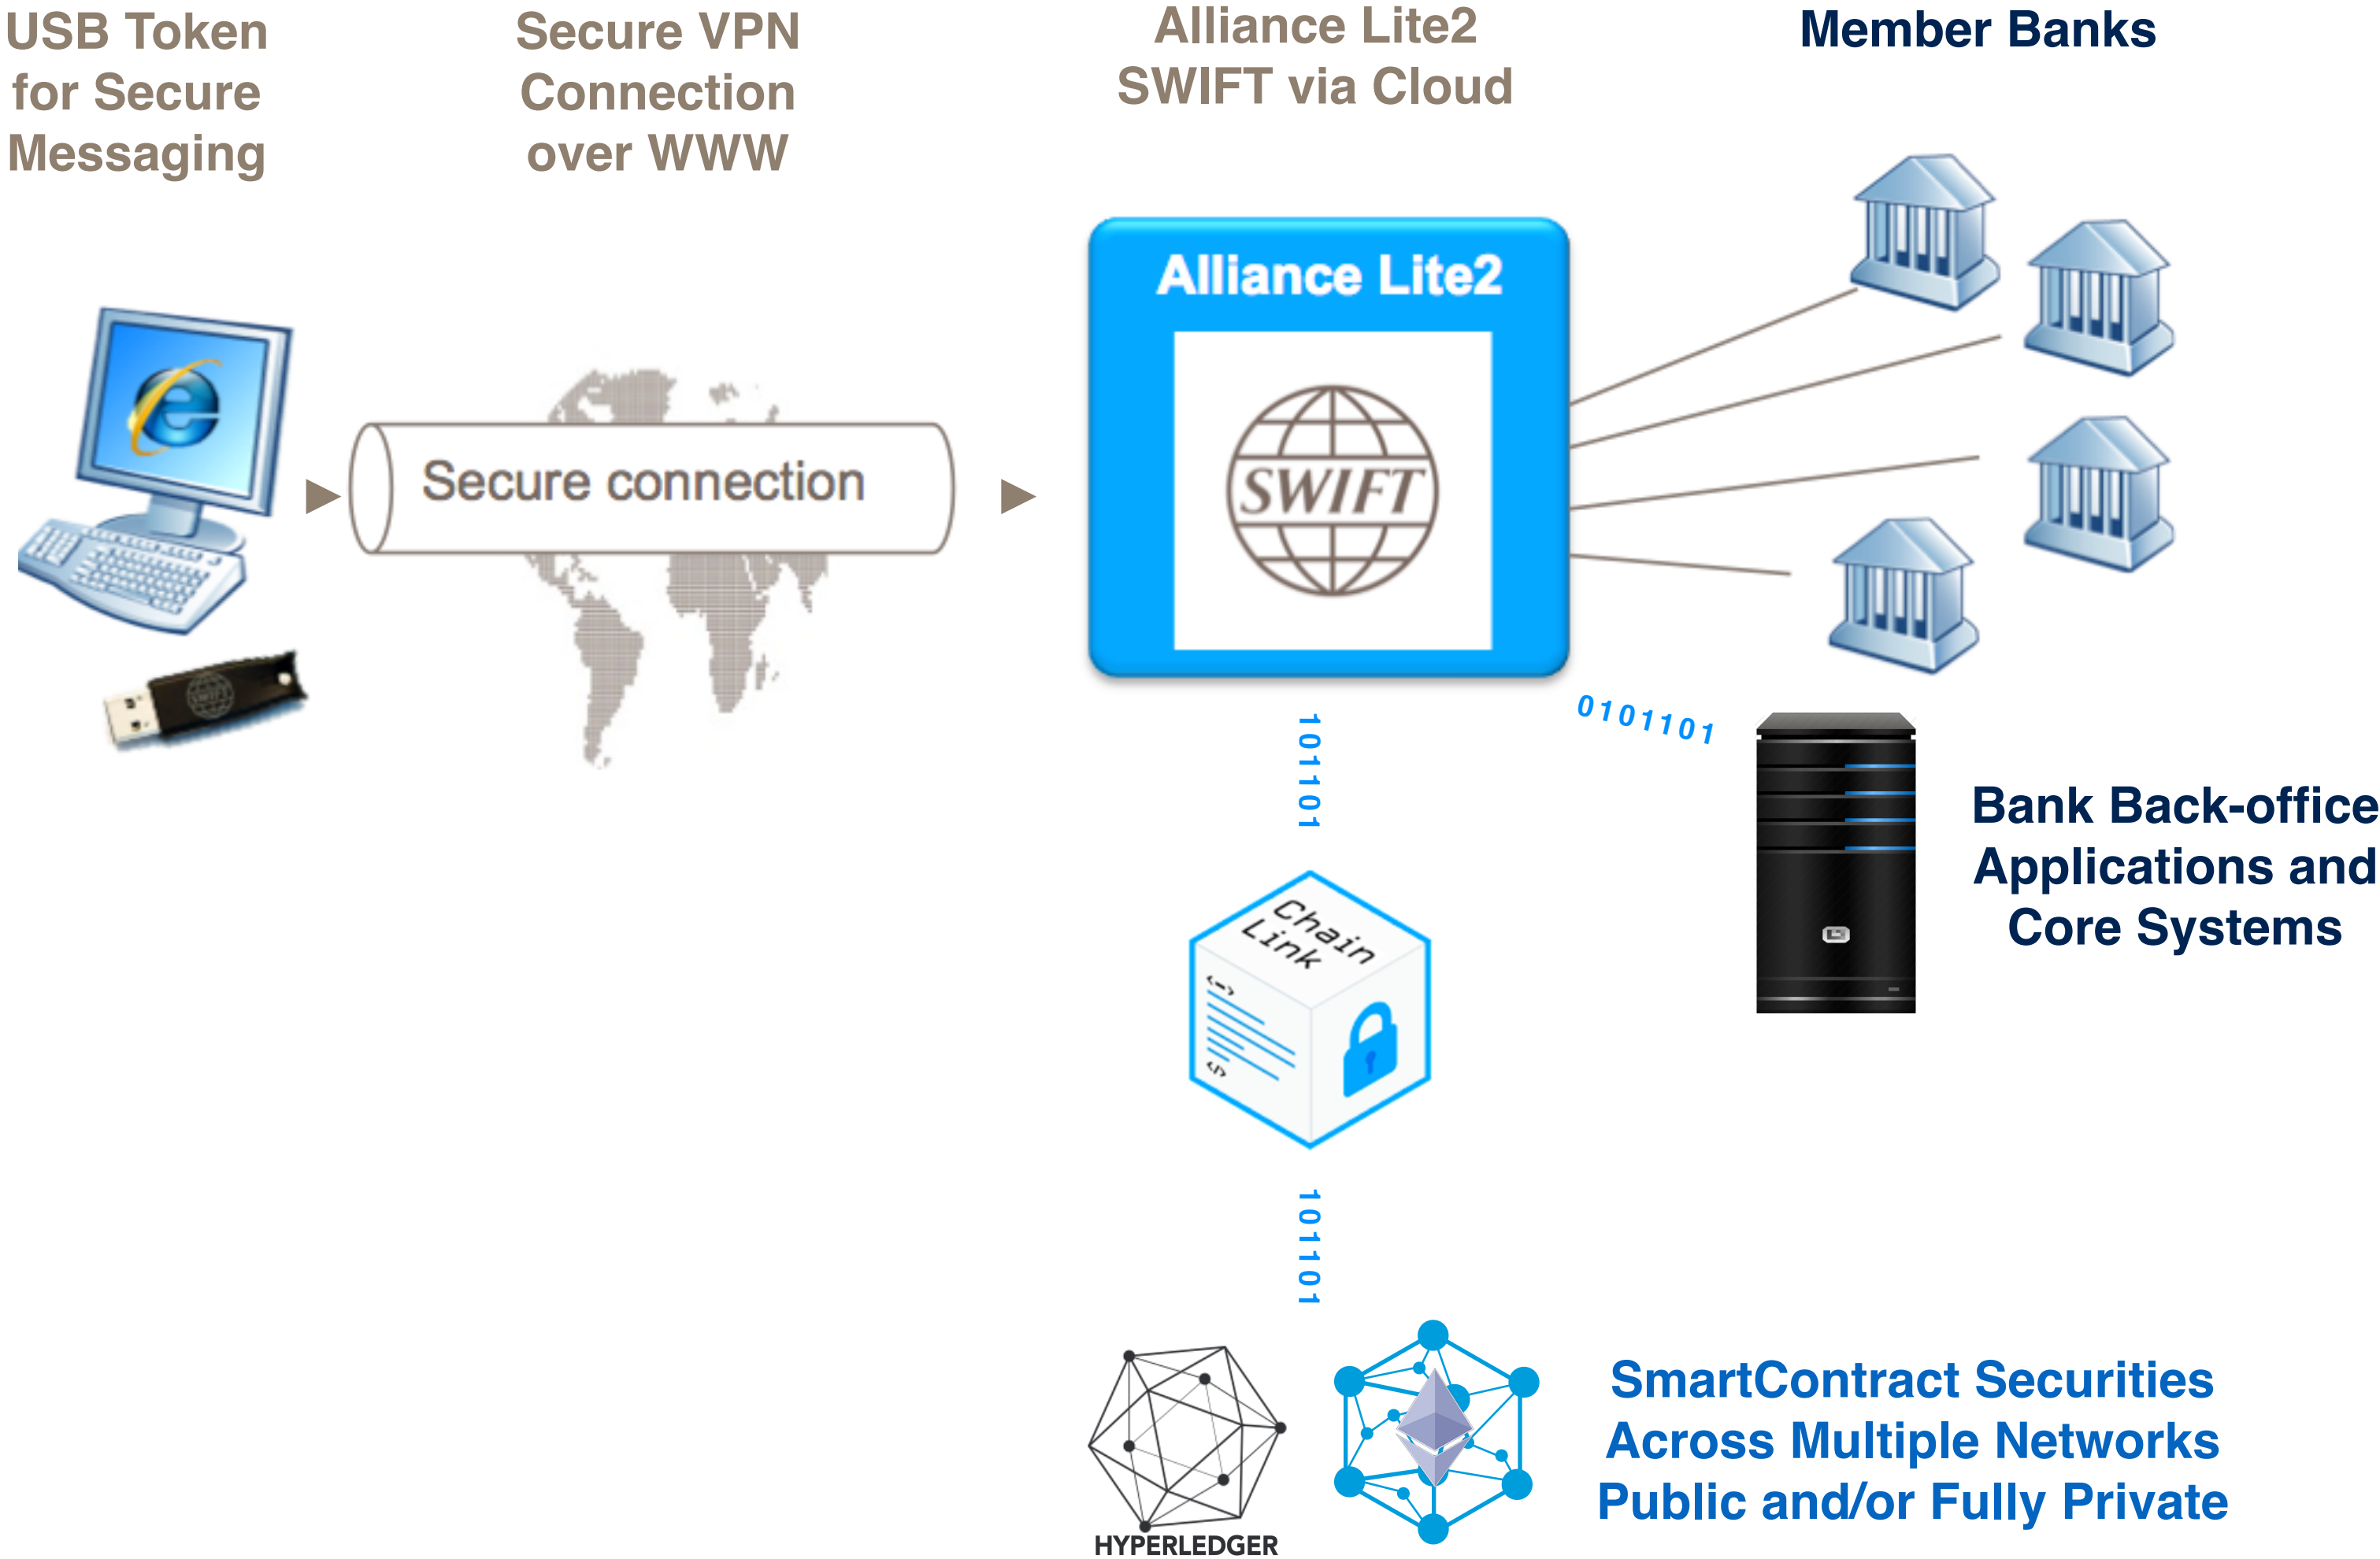 USB Token
for Secure
Messaging
Secure VPN
Connection
over WWW
Alliance Lite2
SWIFT via Cloud
Member Banks
Alliance Lite2
SWIFT
Secure connection
SWIFT
0101101
101101
Bank Back-office
Applications and
Core Systems
Chain
Link
101101
HYPERLEDGER
SmartContract Securities
Across Multiple Networks
Public and/or Fully Private